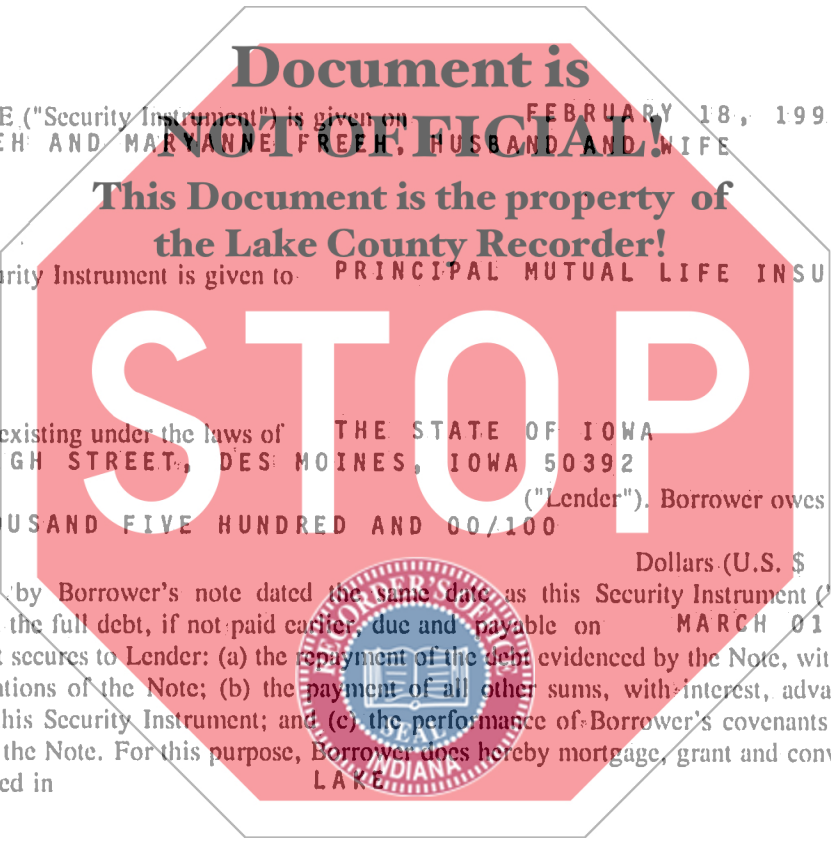 Document is
E ("Security Instrument") is given on FEBRUARY 18, 199
NOT OFFICIAL!
EH AND MARYANNE FREEH, HUSBAND AND WIFE
This Document is the property of
the Lake County Recorder!
urity Instrument is given to PRINCIPAL MUTUAL LIFE INSU
STOP
existing under the laws of THE STATE OF IOWA
GH STREET, DES MOINES, IOWA 50392
("Lender"). Borrower owes
OUSAND FIVE HUNDRED AND 00/100
Dollars (U.S. $
by Borrower's note dated the same date as this Security Instrument ("
the full debt, if not paid earlier, due and payable on MARCH 01
t secures to Lender: (a) the repayment of the debt evidenced by the Note, wit
ations of the Note; (b) the payment of all other sums, with interest, adva
his Security Instrument; and (c) the performance of Borrower's covenants
the Note. For this purpose, Borrower does hereby mortgage, grant and conv
ed in LAKE
RECORDER'S OFFICE
SEAL
INDIANA